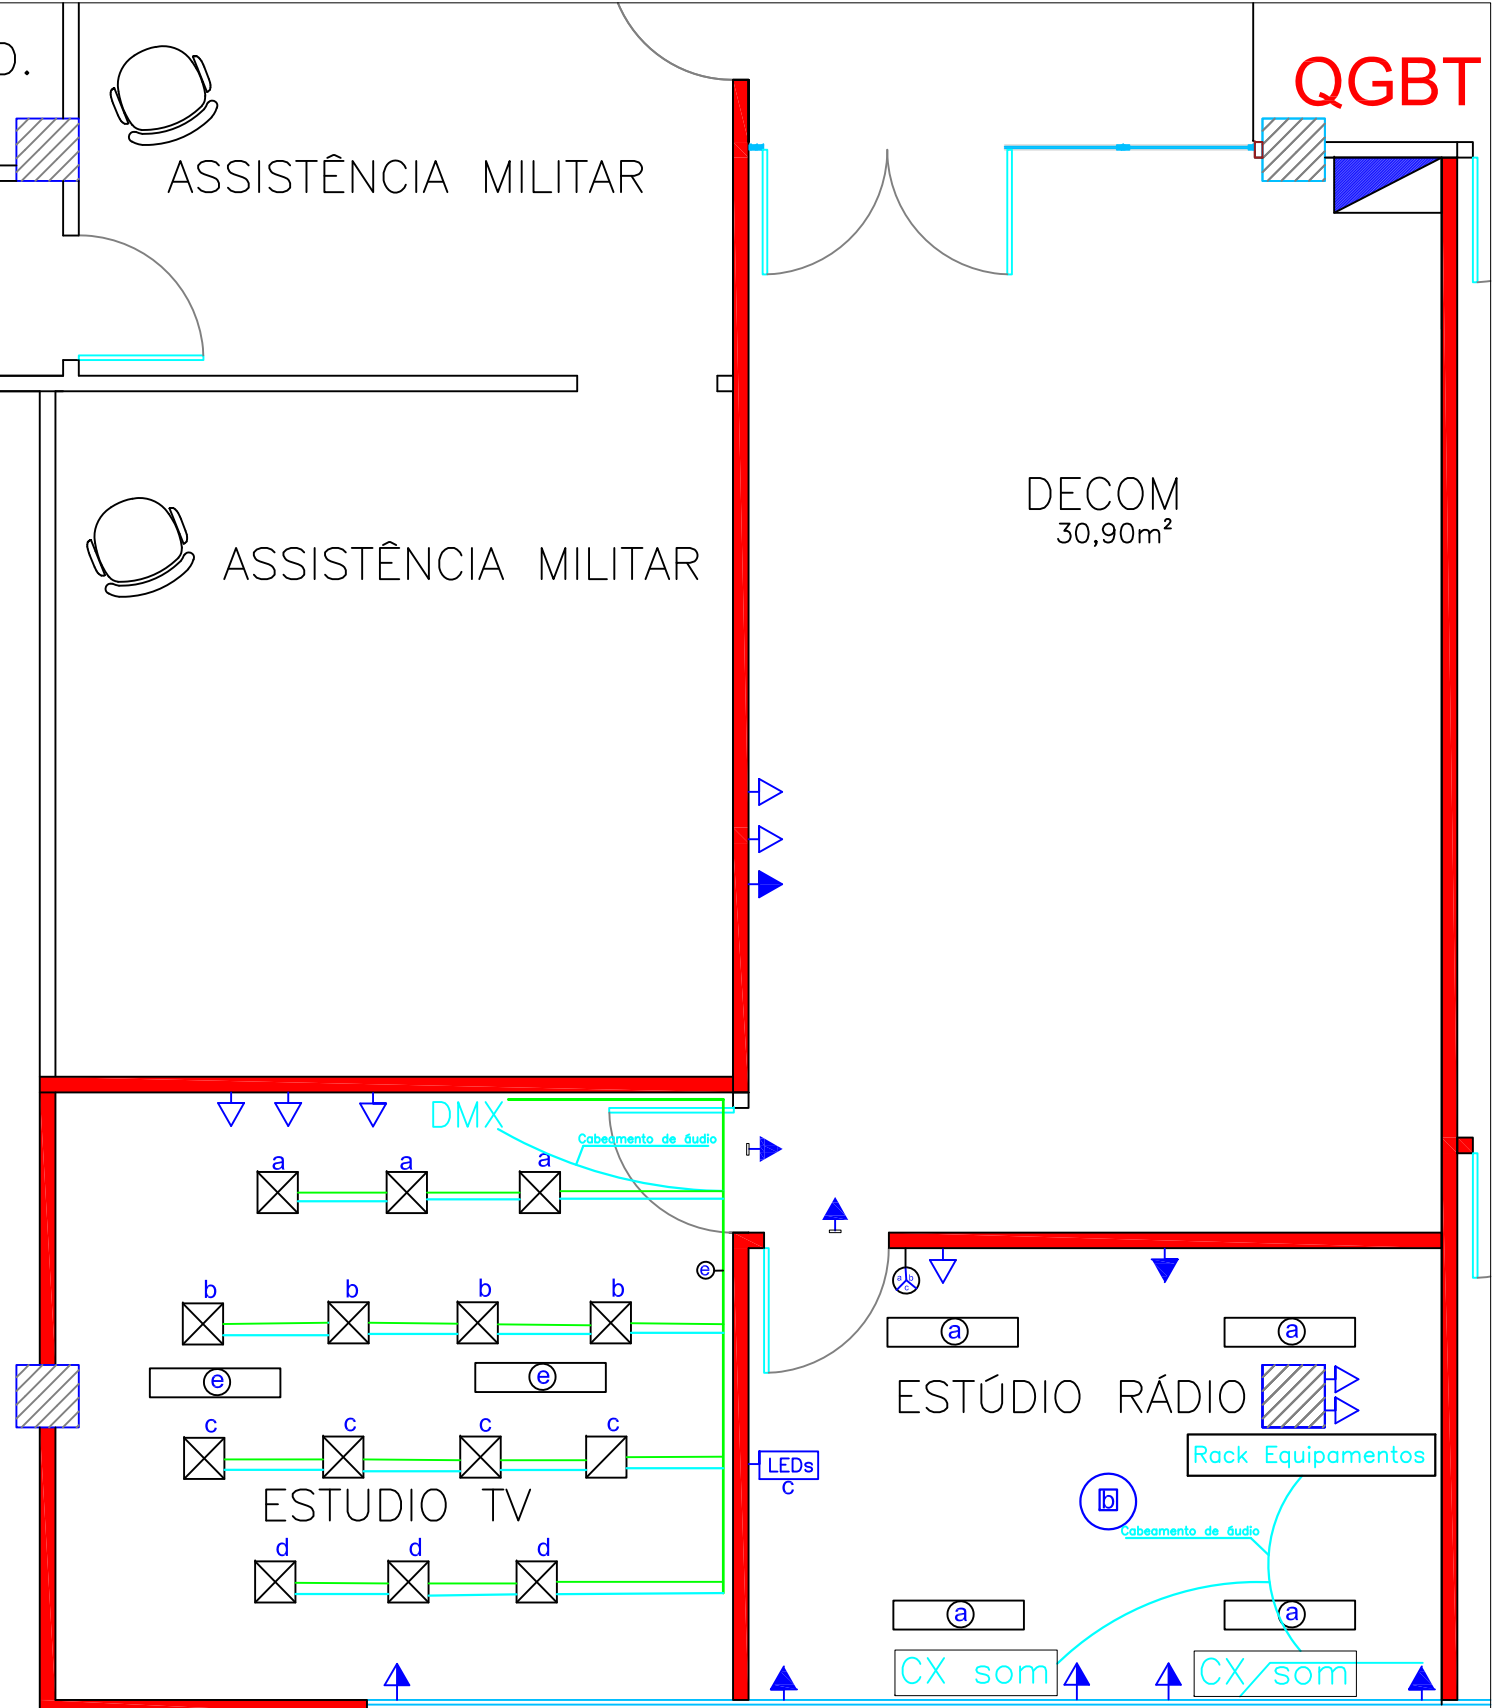 QGBT
ASSISTÊNCIA MILITAR
DECOM
30,90m²
ASSISTÊNCIA MILITAR
DMX
Cabeamento de áudio
a a a
e
a b
c
b b b b
a a
e e
ESTÚDIO RÁDIO
c c c c
Rack Equipamentos
LEDs
c
ESTUDIO TV
b
Cabeamento de áudio
d d d
a a
CX som CX som